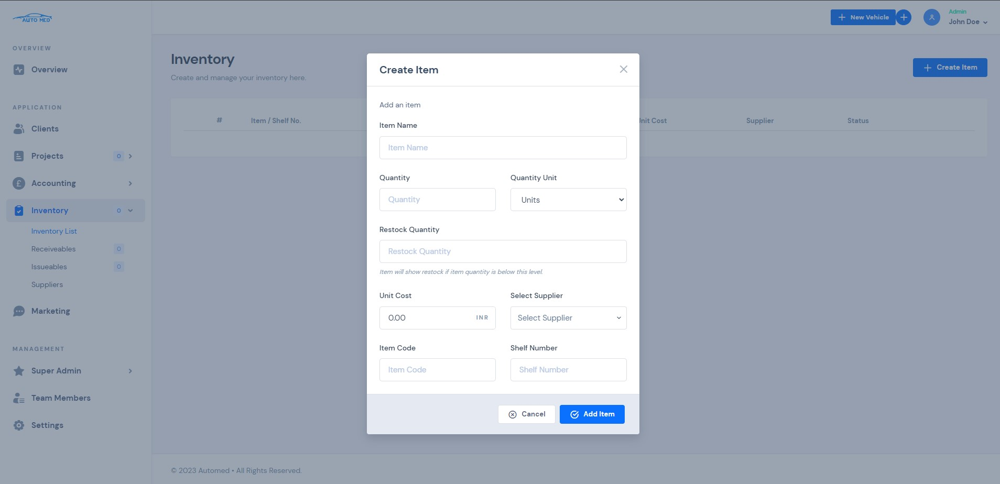 AUTO MED
New Vehicle
Admin
John Doe
OVERVIEW
Overview
APPLICATION
Clients
Projects 0
£ Accounting
Inventory 0
Inventory List
Receiveables 0
Issueables 0
Suppliers
Marketing
MANAGEMENT
Super Admin
Team Members
Settings
Inventory
Create and manage your inventory here.
Create Item
# Item / Shelf No. Unit Cost Supplier Status
Create Item
Add an item
Item Name
Item Name
Quantity Quantity Unit
Quantity Units
Restock Quantity
Restock Quantity
Item will show restock if item quantity is below this level.
Unit Cost Select Supplier
0.00 INR Select Supplier
Item Code Shelf Number
Item Code Shelf Number
Cancel Add Item
© 2023 Automed • All Rights Reserved.